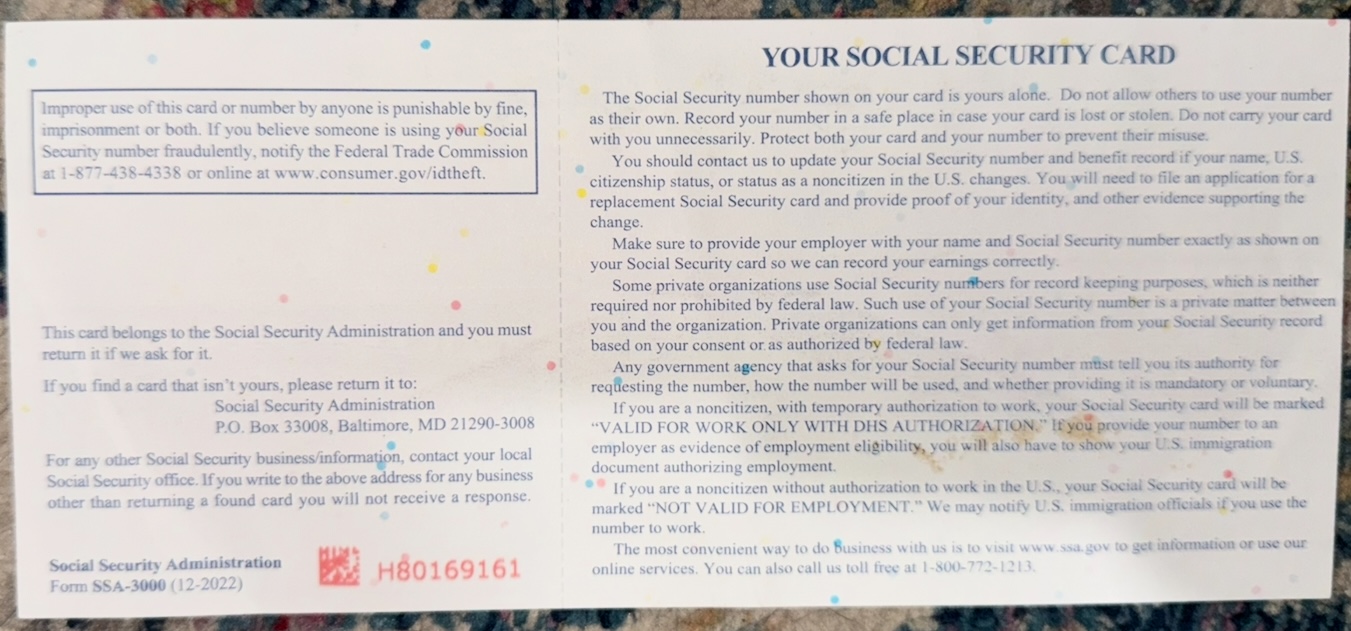 Improper use of this card or number by anyone is punishable by fine,
imprisonment or both. If you believe someone is using your Social
Security number fraudulently, notify the Federal Trade Commission
at 1-877-438-4338 or online at www.consumer.gov/idtheft.
This card belongs to the Social Security Administration and you must
return it if we ask for it.
If you find a card that isn't yours, please return it to:
Social Security Administration
P.O. Box 33008, Baltimore, MD 21290-3008
For any other Social Security business/information, contact your local
Social Security office. If you write to the above address for any business
other than returning a found card you will not receive a response.
Social Security Administration
Form SSA-3000 (12-2022)
H80169161
YOUR SOCIAL SECURITY CARD
The Social Security number shown on your card is yours alone. Do not allow others to use your number
as their own. Record your number in a safe place in case your card is lost or stolen. Do not carry your card
with you unnecessarily. Protect both your card and your number to prevent their misuse.
You should contact us to update your Social Security number and benefit record if your name, U.S.
citizenship status, or status as a noncitizen in the U.S. changes. You will need to file an application for a
replacement Social Security card and provide proof of your identity, and other evidence supporting the
change.
Make sure to provide your employer with your name and Social Security number exactly as shown on
your Social Security card so we can record your earnings correctly.
Some private organizations use Social Security numbers for record keeping purposes, which is neither
required nor prohibited by federal law. Such use of your Social Security number is a private matter between
you and the organization. Private organizations can only get information from your Social Security record
based on your consent or as authorized by federal law.
Any government agency that asks for your Social Security number must tell you its authority for
requesting the number, how the number will be used, and whether providing it is mandatory or voluntary.
If you are a noncitizen, with temporary authorization to work, your Social Security card will be marked
“VALID FOR WORK ONLY WITH DHS AUTHORIZATION.” If you provide your number to an
employer as evidence of employment eligibility, you will also have to show your U.S. immigration
document authorizing employment.
If you are a noncitizen without authorization to work in the U.S., your Social Security card will be
marked “NOT VALID FOR EMPLOYMENT.” We may notify U.S. immigration officials if you use the
number to work.
The most convenient way to do business with us is to visit www.ssa.gov to get information or use our
online services. You can also call us toll free at 1-800-772-1213.